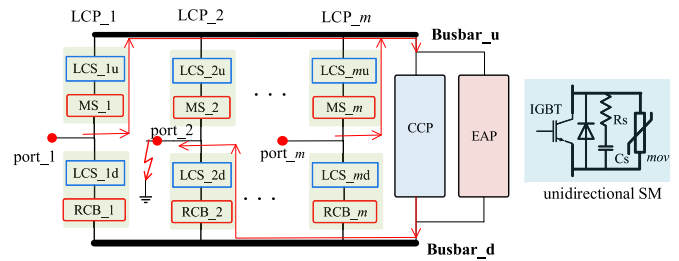 LCP_1
LCP_2
LCP_m
Busbar_u
LCS_1u
LCS_2u
LCS_mu
MS_1
MS_2
MS_m
. . .
port_1
port_2
port_m
CCP
EAP
IGBT
Rs
Cs
mov
unidirectional SM
LCS_1d
LCS_2d
LCS_md
. . .
RCB_1
RCB_2
RCB_m
Busbar_d